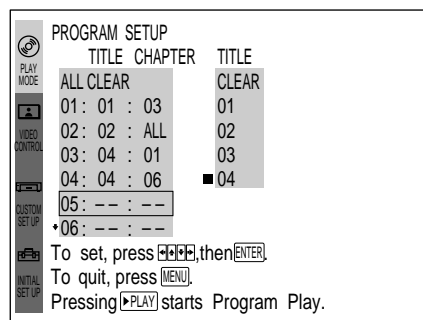 PROGRAM SETUP
TITLE CHAPTER TITLE
PLAY MODE
ALL CLEAR CLEAR
01: 01 : 03 01
02: 02 : ALL 02
VIDEO CONTROL
03: 04 : 01 03
04: 04 : 06 04
CUSTOM SET UP
05: –– : ––
06: –– : ––
To set, press ,then ENTER.
INITIAL SET UP
To quit, press MENU.
Pressing PLAY starts Program Play.